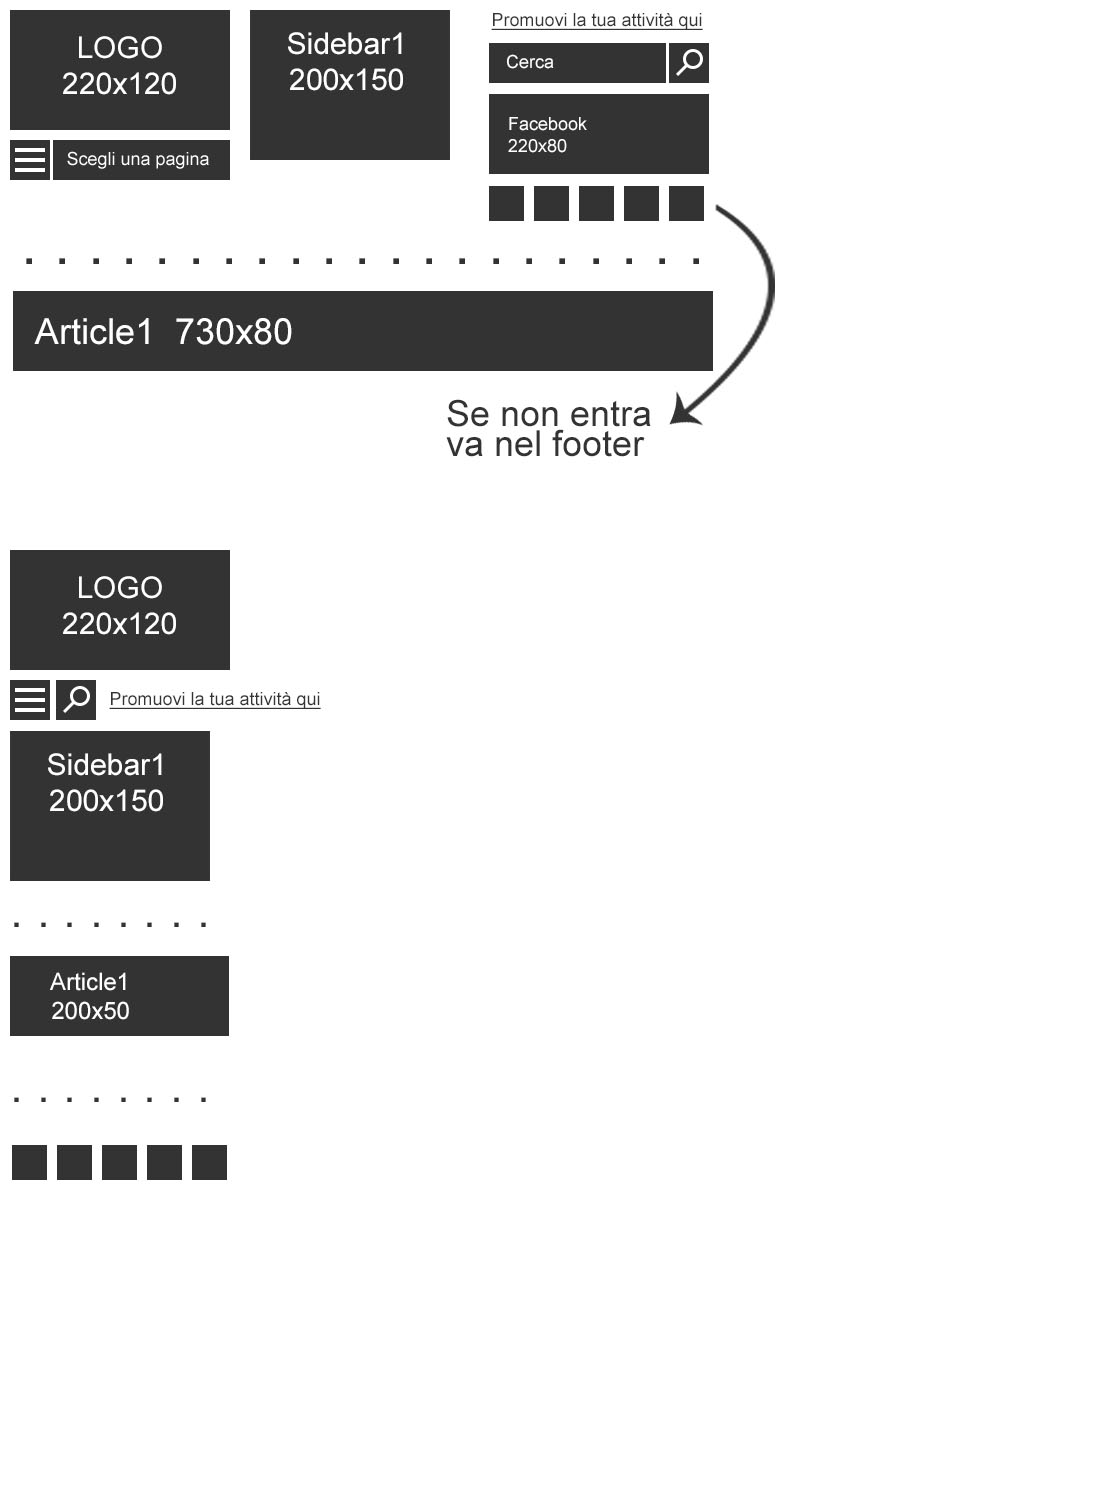 LOGO
220x120
Scegli una pagina
Sidebar1
200x150
Promuovi la tua attività qui
Cerca
Facebook
220x80
Article1 730x80
Se non entra
va nel footer
LOGO
220x120
Promuovi la tua attività qui
Sidebar1
200x150
Article1
200x50